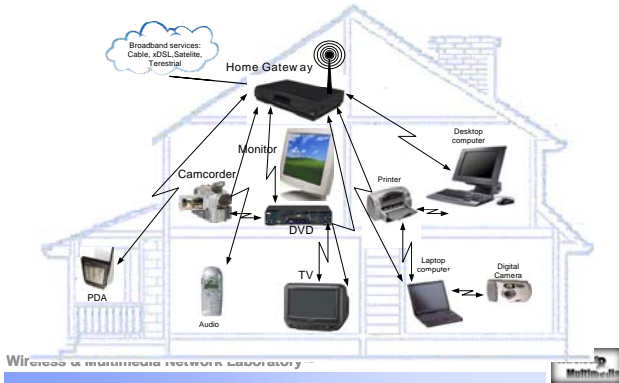 Broadband services:
Cable, xDSL,Satelite,
Terestrial
Home Gateway
Desktop
computer
Monitor
Camcorder
Printer
DVD
Laptop
computer
Digital
Camera
TV
PDA
Audio
Wireless & Multimedia Network Laboratory
Multimedia